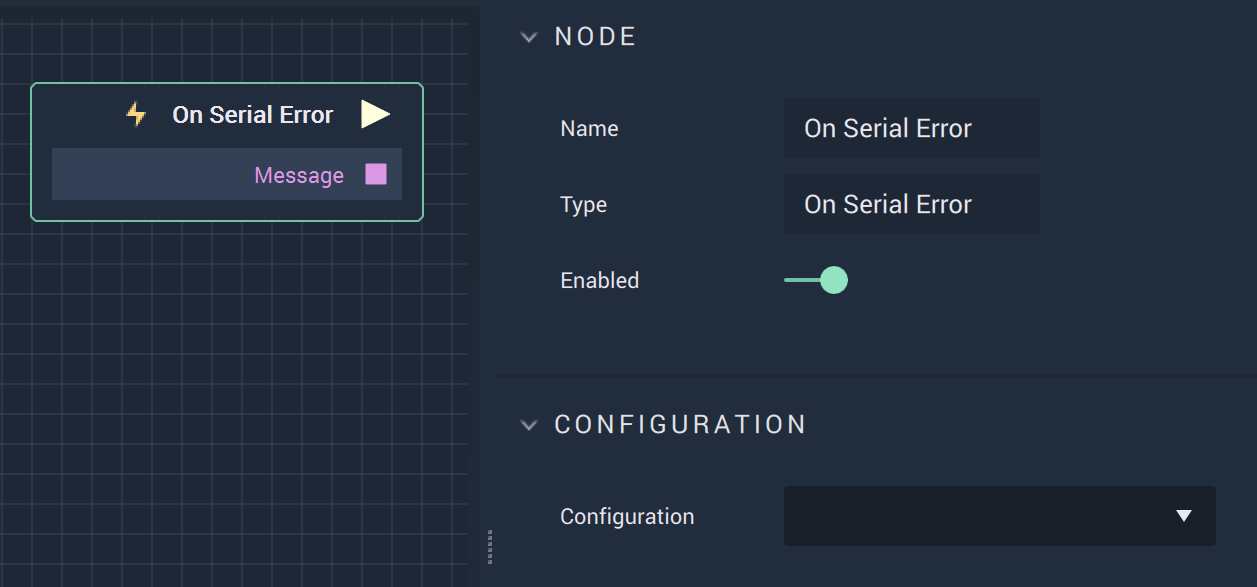 On Serial Error
Message
NODE
Name
On Serial Error
Type
On Serial Error
Enabled
CONFIGURATION
Configuration